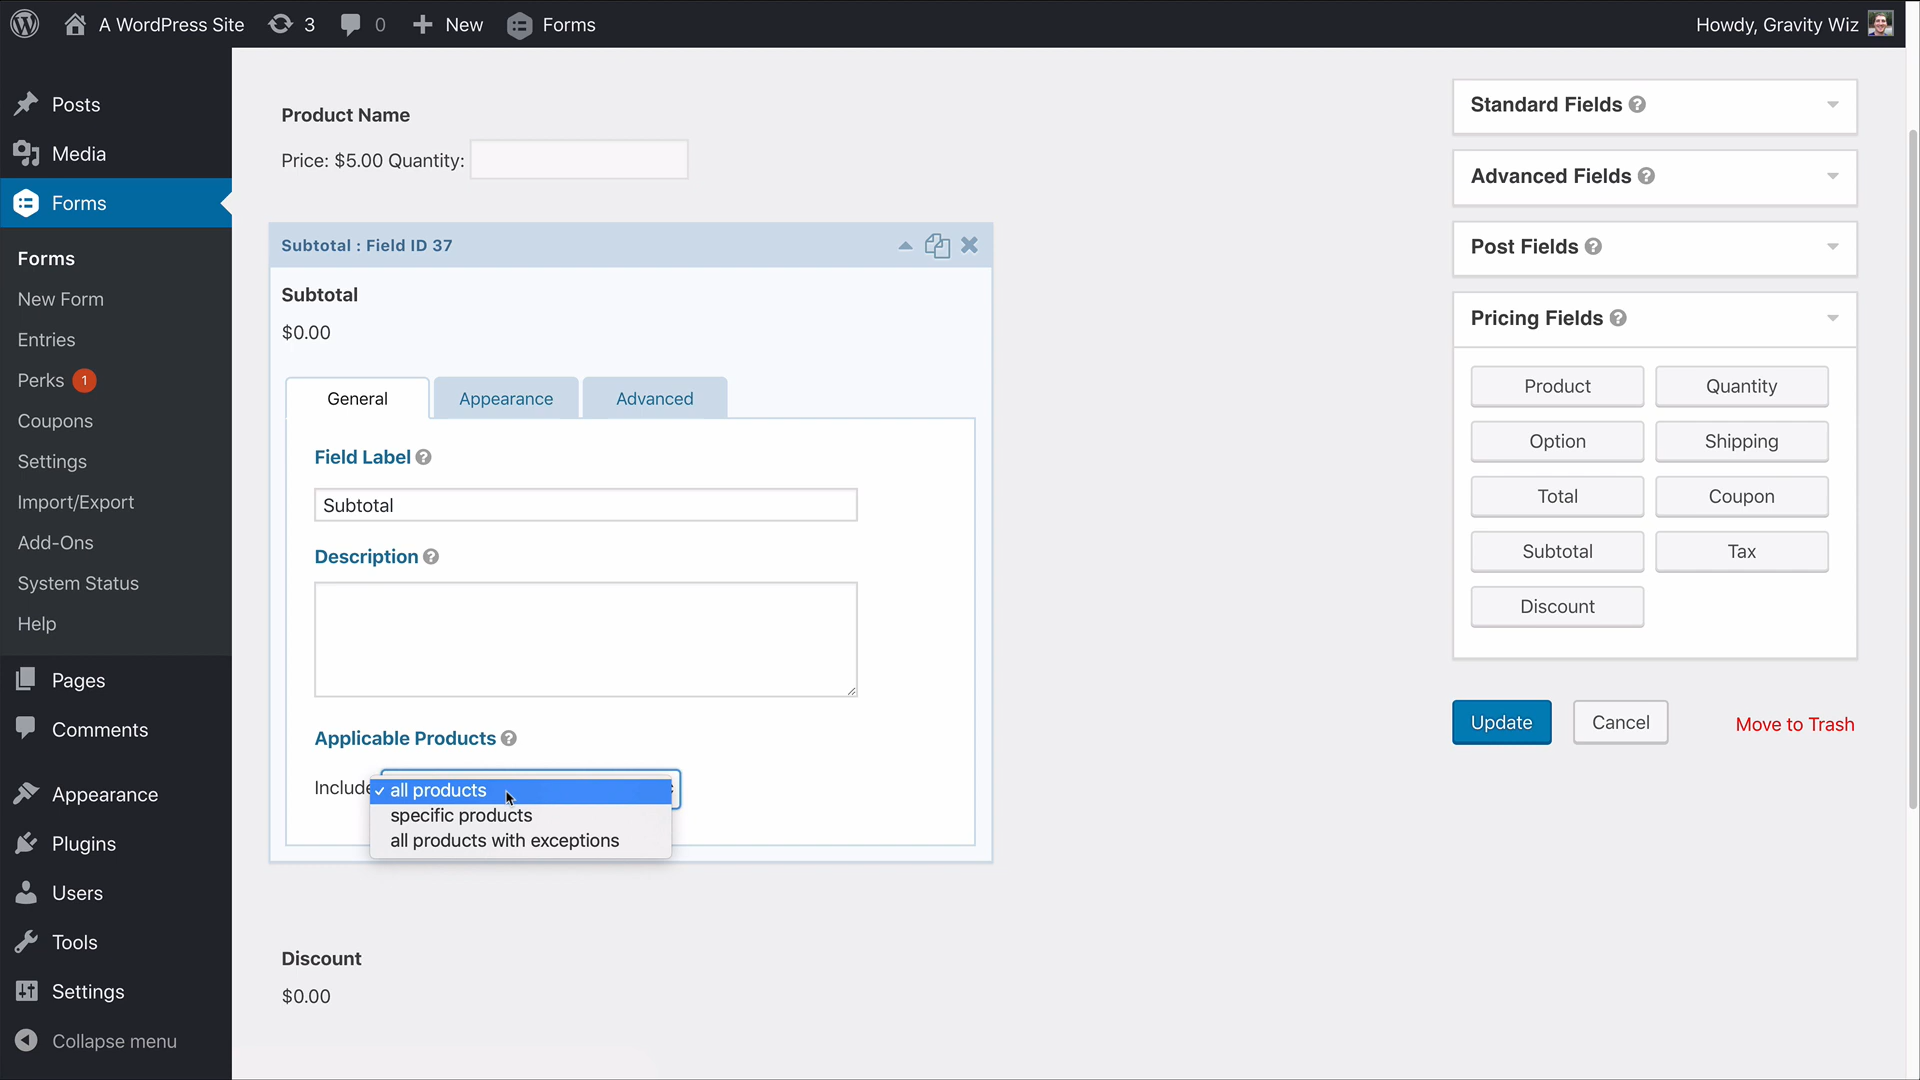 A WordPress Site
3
0
New
Forms
Howdy, Gravity Wiz
Posts
Media
Forms
Forms
New Form
Entries
Perks 1
Coupons
Settings
Import/Export
Add-Ons
System Status
Help
Pages
Comments
Appearance
Plugins
Users
Tools
Settings
Collapse menu
Product Name
Price: $5.00 Quantity:
Subtotal : Field ID 37
Subtotal
$0.00
General
Appearance
Advanced
Field Label
Subtotal
Description
Applicable Products
Include
✓ all products
specific products
all products with exceptions
Discount
$0.00
Standard Fields
Advanced Fields
Post Fields
Pricing Fields
Product
Quantity
Option
Shipping
Total
Coupon
Subtotal
Tax
Discount
Update
Cancel
Move to Trash